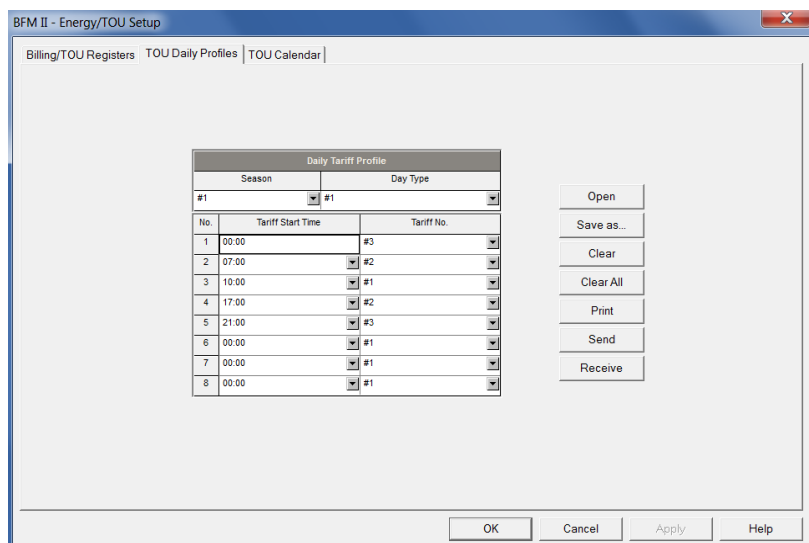 BFM II - Energy/TOU Setup
Billing/TOU Registers TOU Daily Profiles TOU Calendar
Daily Tariff Profile
Season Day Type
#1 #1
No. Tariff Start Time Tariff No.
1 00:00 #3
2 07:00 #2
3 10:00 #1
4 17:00 #2
5 21:00 #3
6 00:00 #1
7 00:00 #1
8 00:00 #1
Open
Save as...
Clear
Clear All
Print
Send
Receive
OK Cancel Apply Help